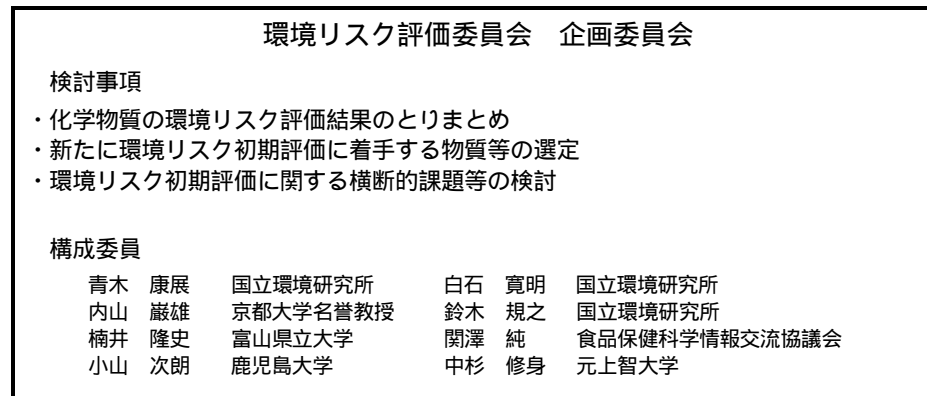 環境リスク評価委員会　企画委員会
検討事項
・化学物質の環境リスク評価結果のとりまとめ
・新たに環境リスク初期評価に着手する物質等の選定
・環境リスク初期評価に関する横断的課題等の検討
構成委員
青木　康展　国立環境研究所　白石　寛明　国立環境研究所
内山　巌雄　京都大学名誉教授　鈴木　規之　国立環境研究所
楠井　隆史　富山県立大学　関澤　純　食品保健科学情報交流協議会
小山　次朗　鹿児島大学　中杉　修身　元上智大学